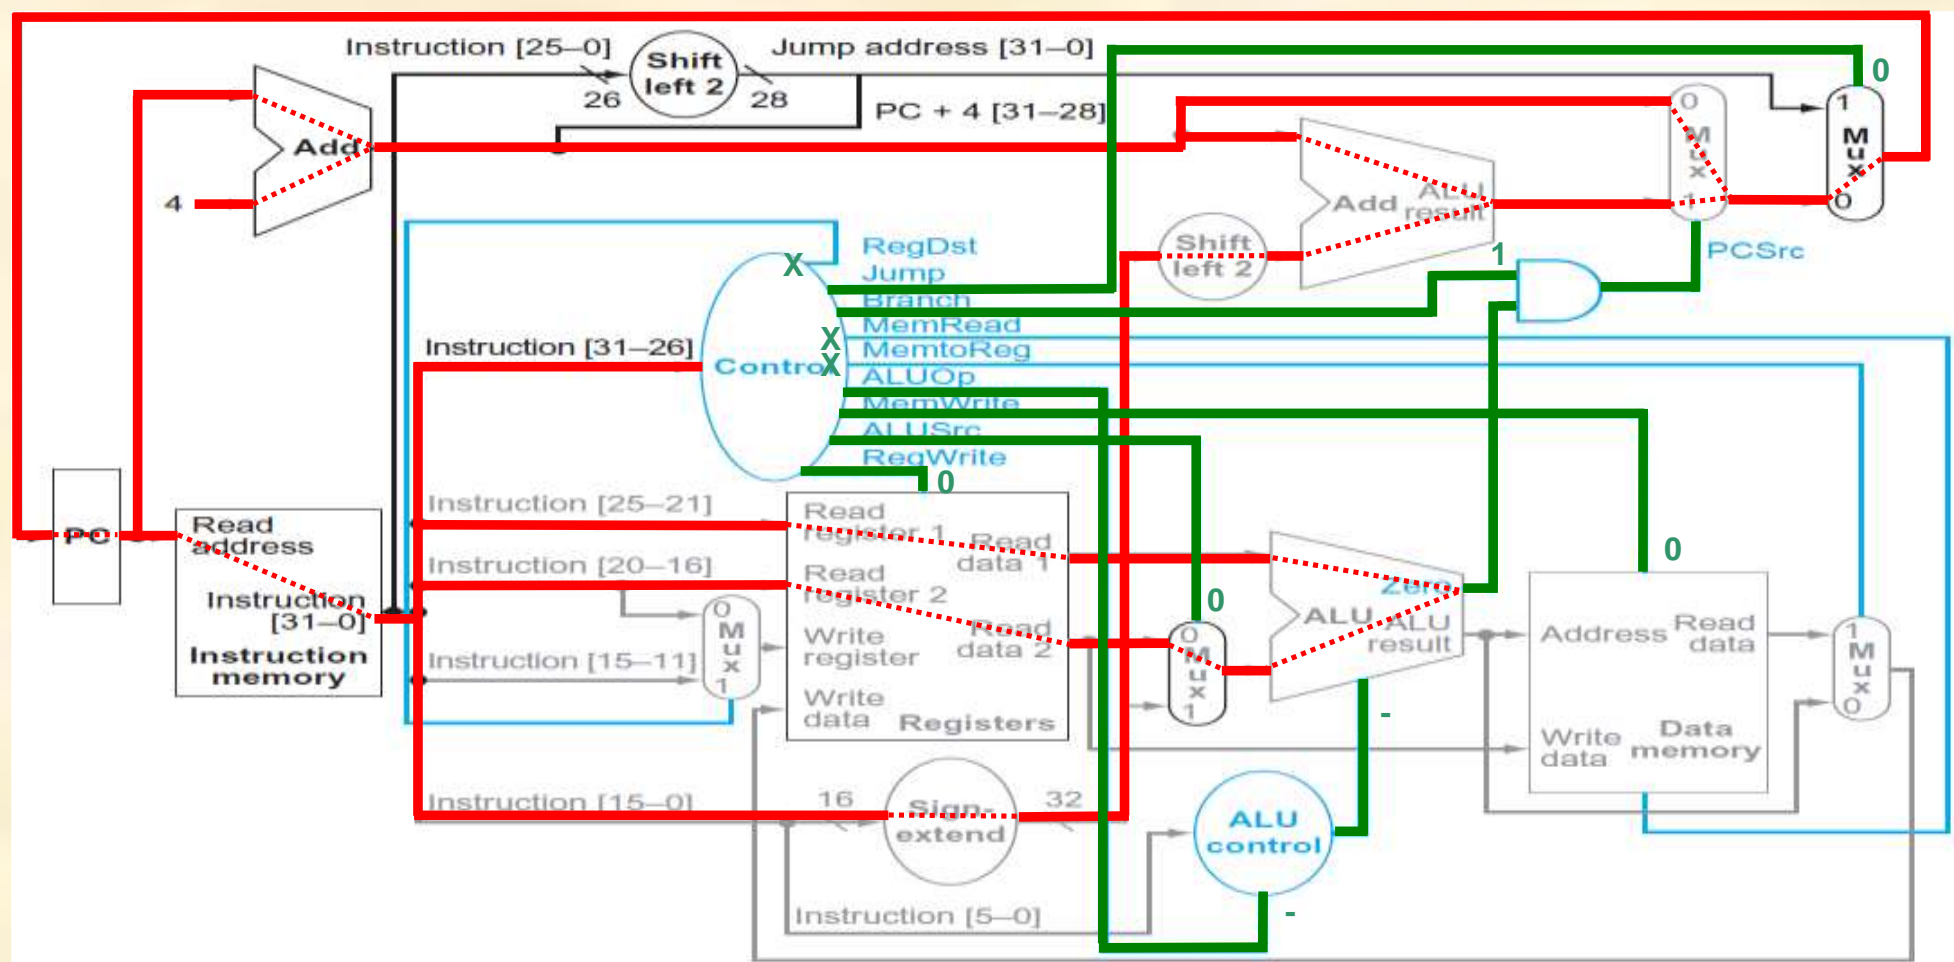 Instruction [25–0]
Shift
left 2
Jump address [31–0]
26
28
PC + 4 [31–28]
Add
4
0
M
u
x
1
0
1
M
u
x
0
Add
ALU
result
Shift
left 2
1
PCSrc
X
RegDst
Jump
Branch
MemRead
X
MemtoReg
X
ALUOp
MemWrite
ALUSrc
RegWrite
Instruction [31–26]
Control
0
PC
Read
address
Instruction
[31–0]
Instruction
memory
Instruction [25–21]
Instruction [20–16]
Instruction [15–11]
0
M
u
x
1
Read
register 1
Read
register 2
Write
register
Write
data
Read
data 1
Read
data 2
Registers
0
0
M
u
x
1
Zero
ALU
ALU
result
-
0
Address
Read
data
Write
data
Data
memory
1
M
u
x
0
Instruction [15–0]
16
Sign-
extend
32
ALU
control
-
Instruction [5–0]